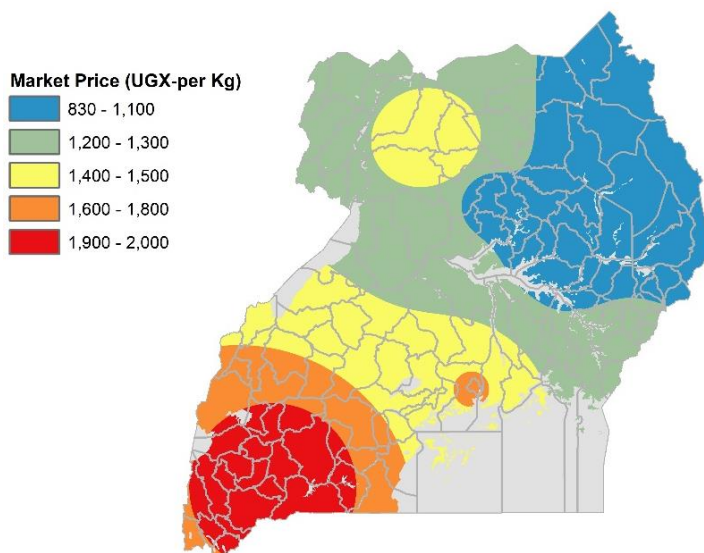 Market Price (UGX-per Kg)
830 - 1,100
1,200 - 1,300
1,400 - 1,500
1,600 - 1,800
1,900 - 2,000